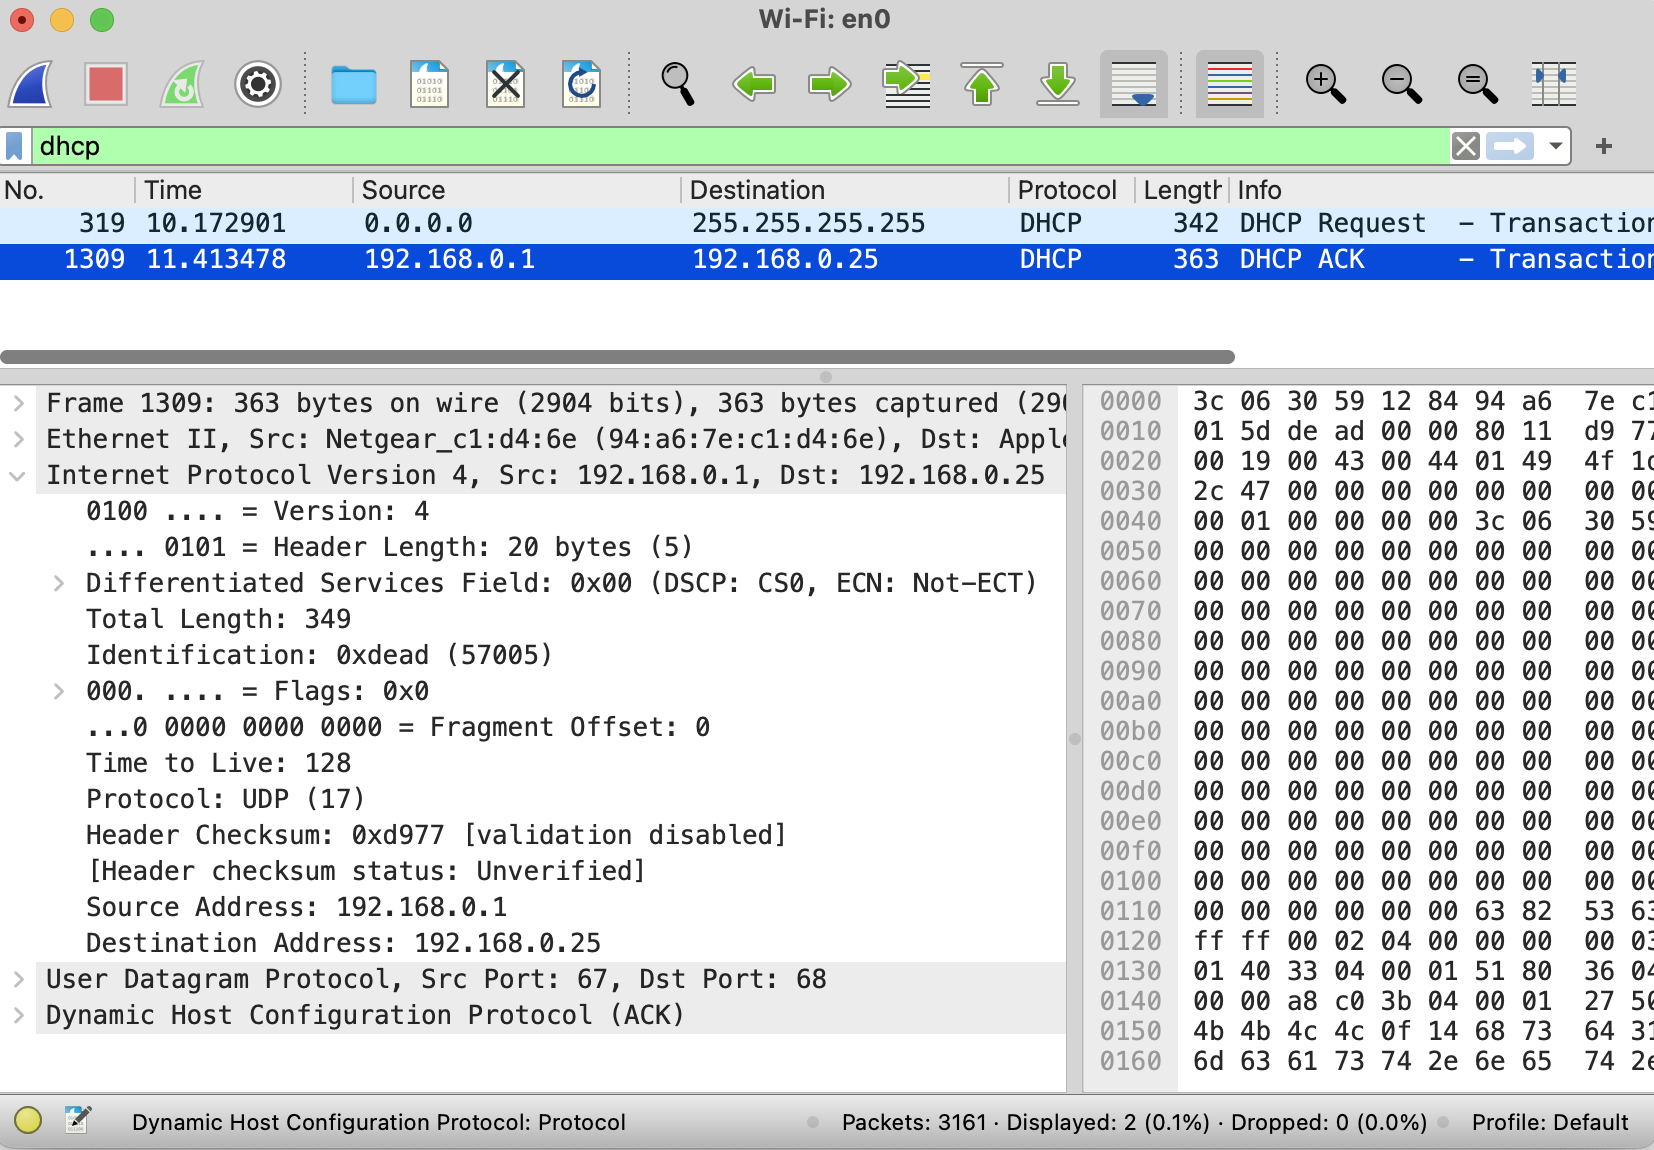 Wi-Fi: en0
dhcp
No. Time Source Destination Protocol Length Info
319 10.172901 0.0.0.0 255.255.255.255 DHCP 342 DHCP Request – Transaction
1309 11.413478 192.168.0.1 192.168.0.25 DHCP 363 DHCP ACK – Transaction
Frame 1309: 363 bytes on wire (2904 bits), 363 bytes captured (290
Ethernet II, Src: Netgear_c1:d4:6e (94:a6:7e:c1:d4:6e), Dst: Apple
Internet Protocol Version 4, Src: 192.168.0.1, Dst: 192.168.0.25
0100 .... = Version: 4
.... 0101 = Header Length: 20 bytes (5)
Differentiated Services Field: 0x00 (DSCP: CS0, ECN: Not-ECT)
Total Length: 349
Identification: 0xdead (57005)
000. .... = Flags: 0x0
...0 0000 0000 0000 = Fragment Offset: 0
Time to Live: 128
Protocol: UDP (17)
Header Checksum: 0xd977 [validation disabled]
[Header checksum status: Unverified]
Source Address: 192.168.0.1
Destination Address: 192.168.0.25
User Datagram Protocol, Src Port: 67, Dst Port: 68
Dynamic Host Configuration Protocol (ACK)
0000 3c 06 30 59 12 84 94 a6 7e c1
0010 01 5d de ad 00 00 80 11 d9 77
0020 00 19 00 43 00 44 01 49 4f 1d
0030 2c 47 00 00 00 00 00 00 00 00
0040 00 01 00 00 00 00 3c 06 30 59
0050 00 00 00 00 00 00 00 00 00 00
0060 00 00 00 00 00 00 00 00 00 00
0070 00 00 00 00 00 00 00 00 00 00
0080 00 00 00 00 00 00 00 00 00 00
0090 00 00 00 00 00 00 00 00 00 00
00a0 00 00 00 00 00 00 00 00 00 00
00b0 00 00 00 00 00 00 00 00 00 00
00c0 00 00 00 00 00 00 00 00 00 00
00d0 00 00 00 00 00 00 00 00 00 00
00e0 00 00 00 00 00 00 00 00 00 00
00f0 00 00 00 00 00 00 00 00 00 00
0100 00 00 00 00 00 00 00 00 00 00
0110 00 00 00 00 00 00 63 82 53 63
0120 ff ff 00 02 04 00 00 00 00 03
0130 01 40 33 04 00 01 51 80 36 04
0140 00 00 a8 c0 3b 04 00 01 27 50
0150 4b 4b 4c 4c 0f 14 68 73 64 31
0160 6d 63 61 73 74 2e 6e 65 74 2e
Dynamic Host Configuration Protocol: Protocol
Packets: 3161 · Displayed: 2 (0.1%) · Dropped: 0 (0.0%)
Profile: Default